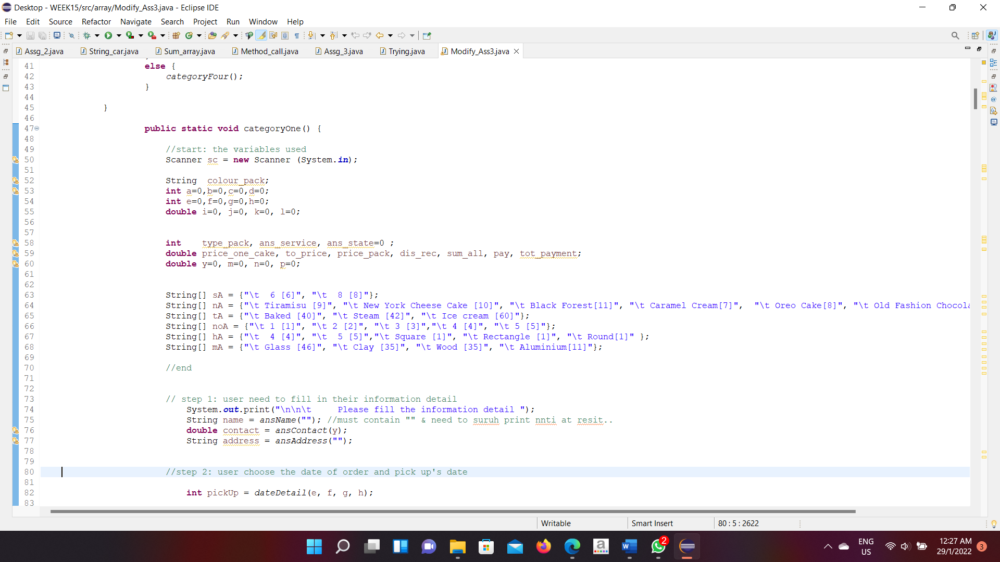 Desktop - WEEK15/src/array/Modify_Ass3.java - Eclipse IDE
File Edit Source Refactor Navigate Search Project Run Window Help
Assg_2.java String_car.java Sum_array.java Method_call.java Assg_3.java Trying.java Modify_Ass3.java
41 else {
42 categoryFour();
43 }
44
45 }
46
47 public static void categoryOne() {
48
49 //start: the variables used
50 Scanner sc = new Scanner (System.in);
51
52 String  colour_pack;
53 int a=0,b=0,c=0,d=0;
54 int e=0,f=0,g=0,h=0;
55 double i=0, j=0, k=0, l=0;
56
57
58 int    type_pack, ans_service, ans_state=0 ;
59 double price_one_cake, to_price, price_pack, dis_rec, sum_all, pay, tot_payment;
60 double y=0, m=0, n=0, p=0;
61
62
63 String[] sA = {"\t  6 [6]", "\t  8 [8]"};
64 String[] nA = {"\t Tiramisu [9]", "\t New York Cheese Cake [10]", "\t Black Forest[11]", "\t Caramel Cream[7]",  "\t Oreo Cake[8]", "\t Old Fashion Chocola
65 String[] tA = {"\t Baked [40]", "\t Steam [42]", "\t Ice cream [60]"};
66 String[] noA = {"\t 1 [1]", "\t 2 [2]", "\t 3 [3]","\t 4 [4]", "\t 5 [5]"};
67 String[] hA = {"\t  4 [4]", "\t  5 [5]","\t Square [1]", "\t Rectangle [1]", "\t Round[1]" };
68 String[] mA = {"\t Glass [46]", "\t Clay [35]", "\t Wood [35]", "\t Aluminium[11]"};
69
70 //end
71
72
73 // step 1: user need to fill in their information detail
74 System.out.print("\n\n\t     Please fill the information detail ");
75 String name = ansName(""); //must contain "" & need to suruh print nnti at resit..
76 double contact = ansContact(y);
77 String address = ansAddress("");
78
79
80 //step 2: user choose the date of order and pick up's date
81
82 int pickUp = dateDetail(e, f, g, h);
83
Writable Smart Insert 80 : 5 : 2622
2
ENG
US
12:27 AM
29/1/2022
3